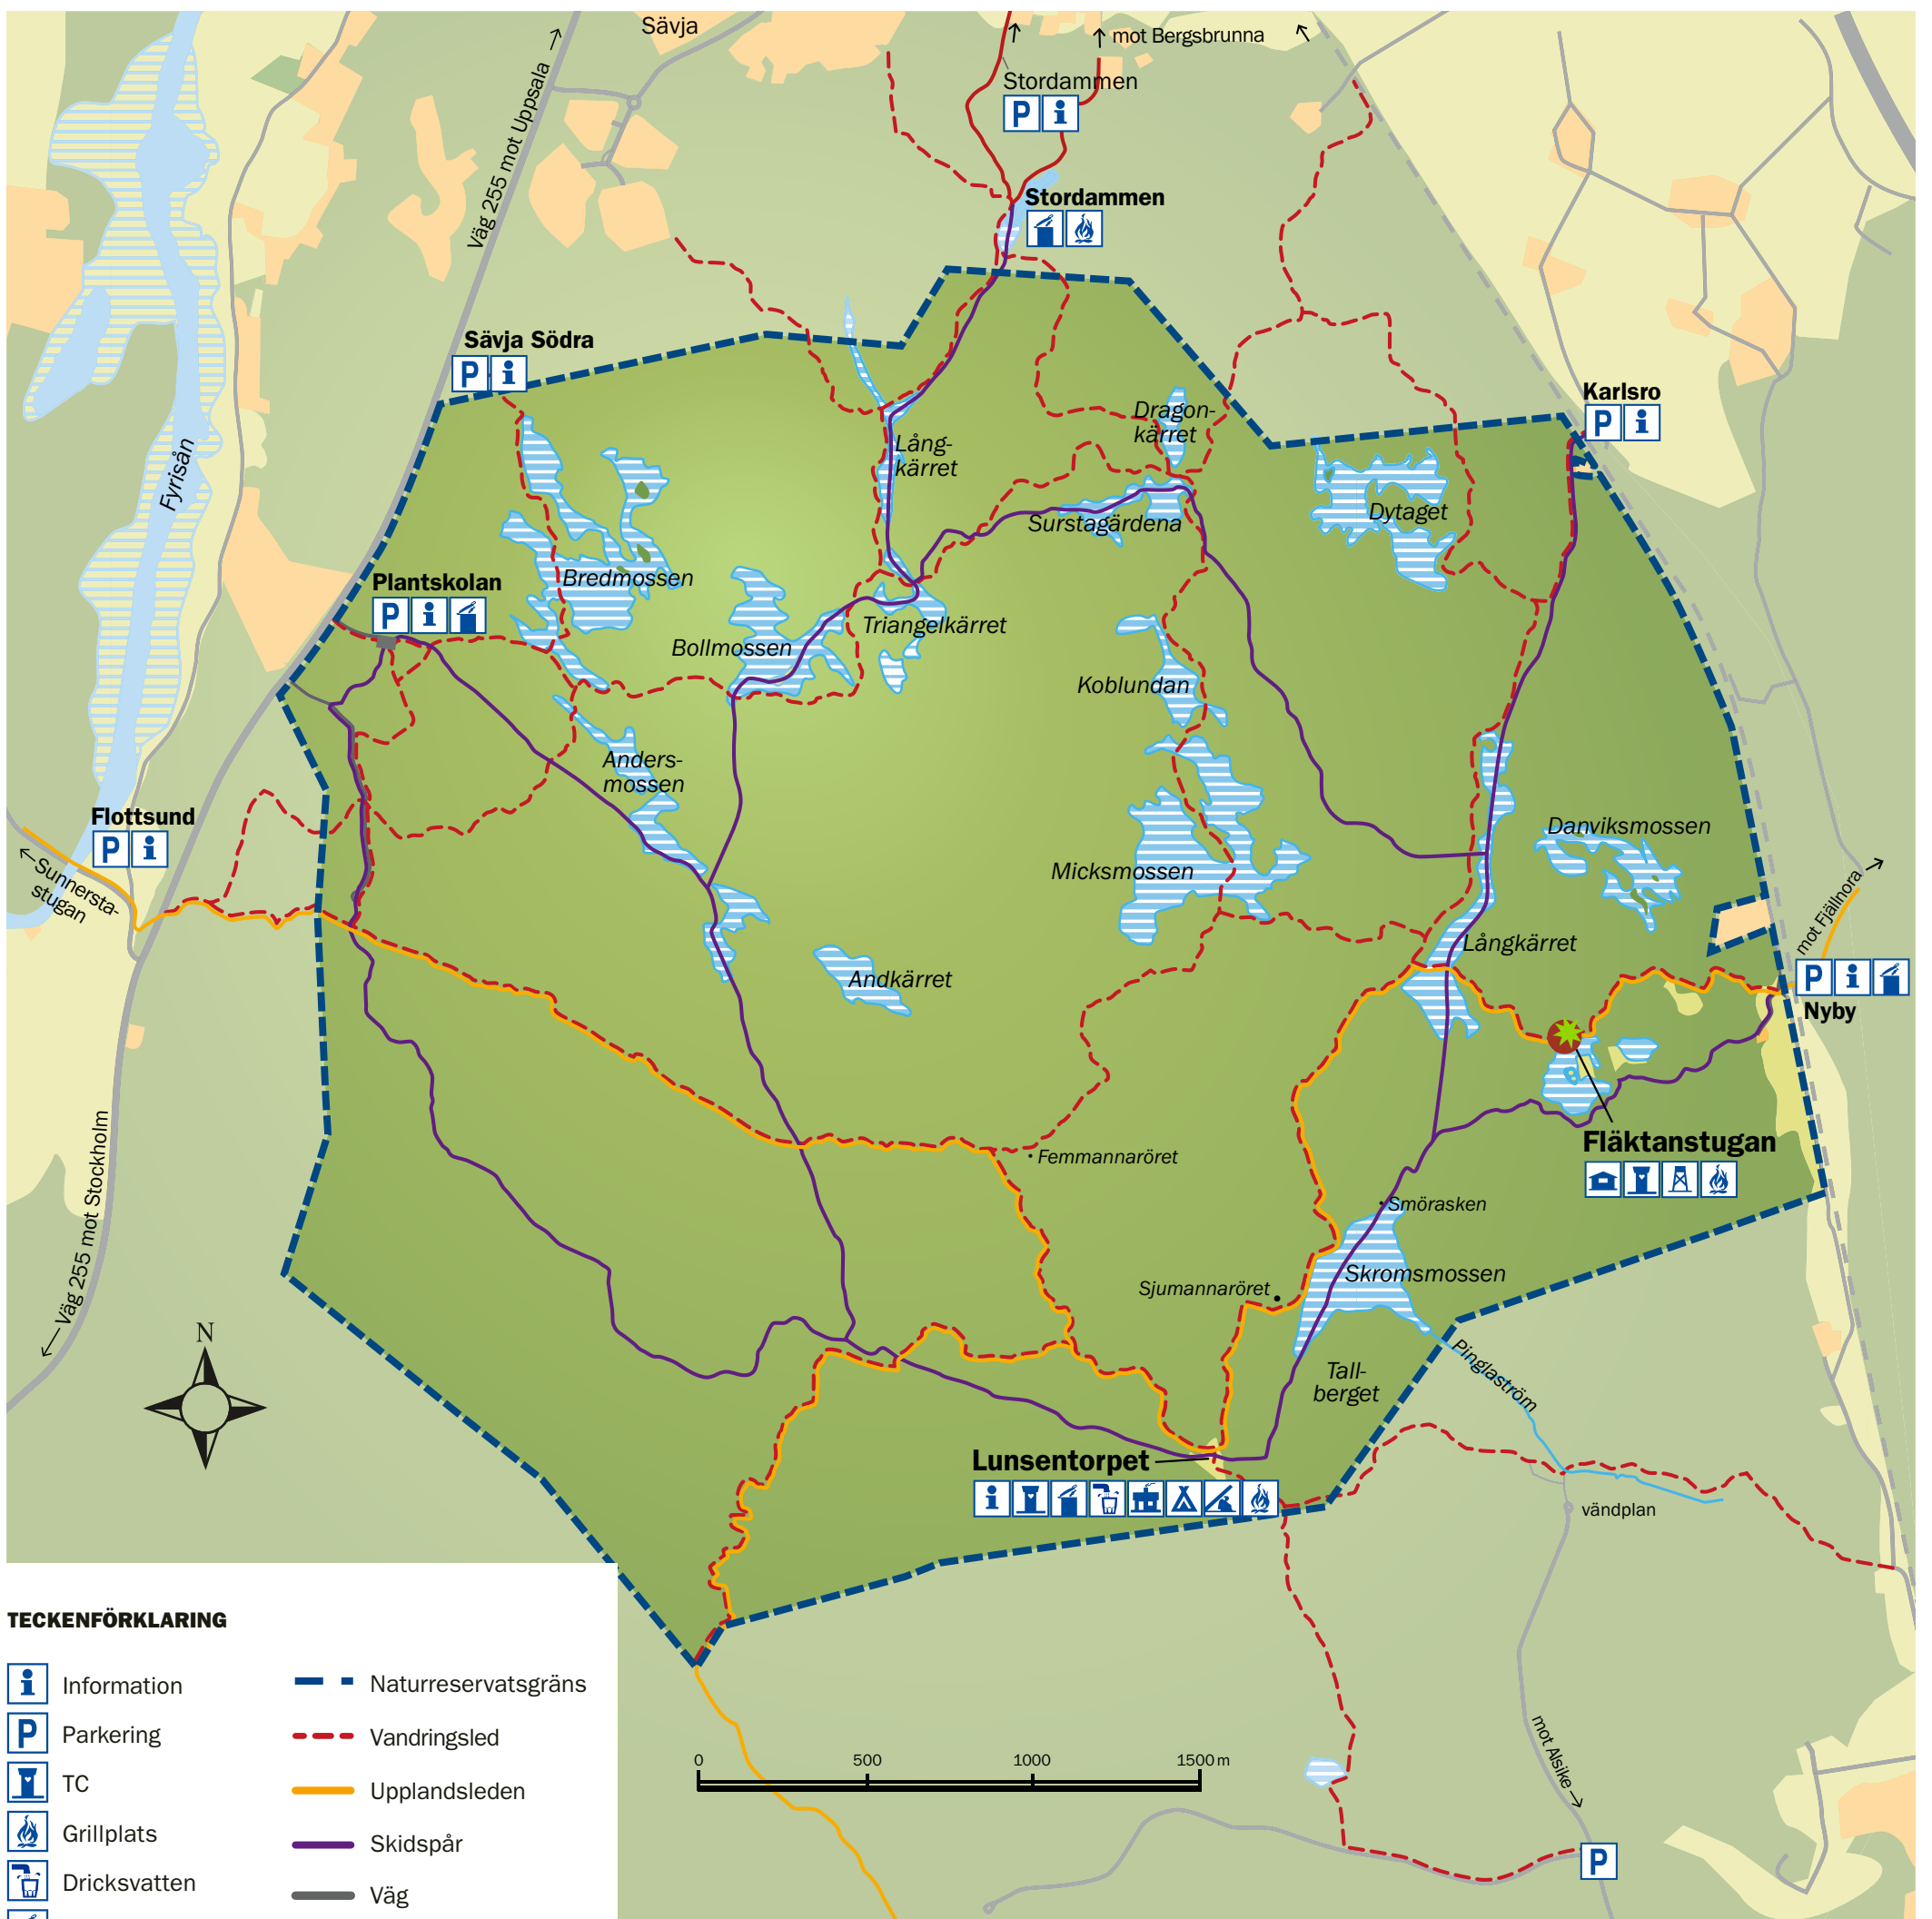 Sävja
mot Bergsbrunna
Stordammen
P i
Väg 255 mot Uppsala
Stordammen
Sävja Södra
P i
Karlsro
P i
Dragon-
kärret
Lång-
kärret
Fyrisån
Surstagärdena
Dytaget
Plantskolan
P i
Bredmossen
Triangelkärret
Bollmossen
Koblundan
Anders-
mossen
Flottsund
P i
Sunnersta-
stugan
Danviksmossen
Micksmossen
mot Fjällnora
Långkärret
Andkärret
P i
Nyby
Fläktanstugan
Femmannaröret
Smörasken
Väg 255 mot Stockholm
Skromsmossen
Sjumannaröret
N
Pinglaström
Tall-
berget
Lunsentorpet
i
vändplan
TECKENFÖRKLARING
i Information
P Parkering
TC
Grillplats
Dricksvatten
Naturreservatsgräns
Vandringsled
Upplandsleden
Skidspår
Väg
0 500 1000 1500 m
mot Alsike
P